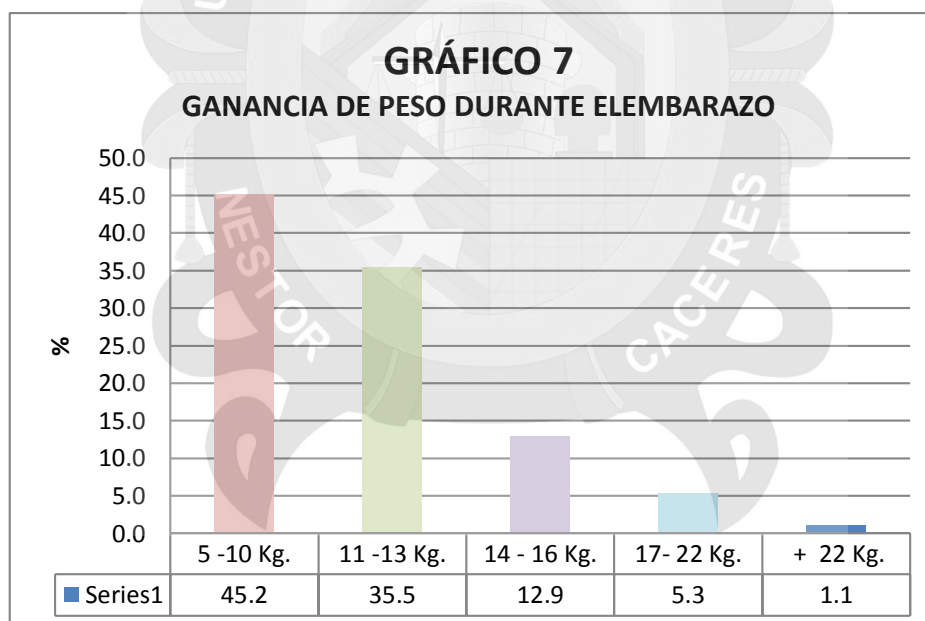 GRÁFICO 7
GANANCIA DE PESO DURANTE ELEMBARAZO
50.0
45.0
40.0
35.0
30.0
25.0
20.0
15.0
10.0
5.0
0.0
%
NESTOR
CACERES
5 -10 Kg. 11 -13 Kg. 14 - 16 Kg. 17- 22 Kg. + 22 Kg.
Series1 45.2 35.5 12.9 5.3 1.1